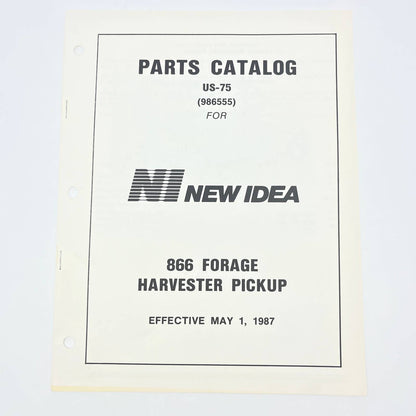 PARTS CATALOG
US-75
(986555)
FOR
NI NEW IDEA
866 FORAGE
HARVESTER PICKUP
EFFECTIVE MAY 1, 1987